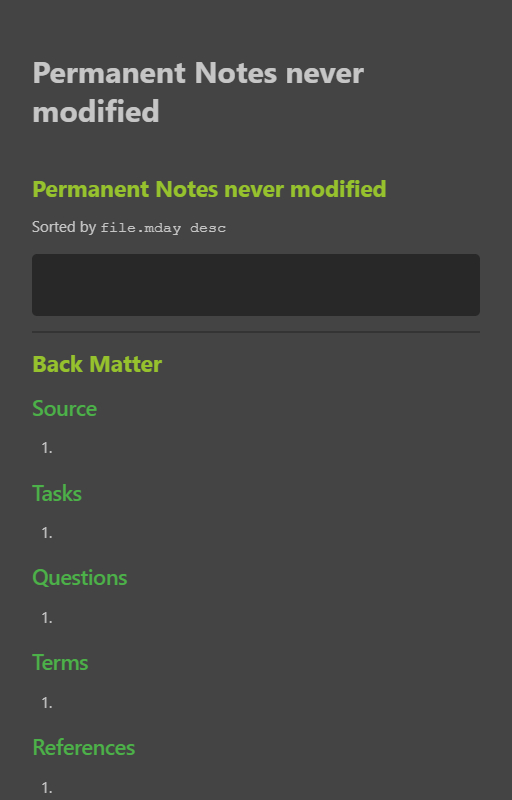 Permanent Notes never
modified
Permanent Notes never modified
Sorted by file.mday desc
Back Matter
Source
1.
Tasks
1.
Questions
1.
Terms
1.
References
1.